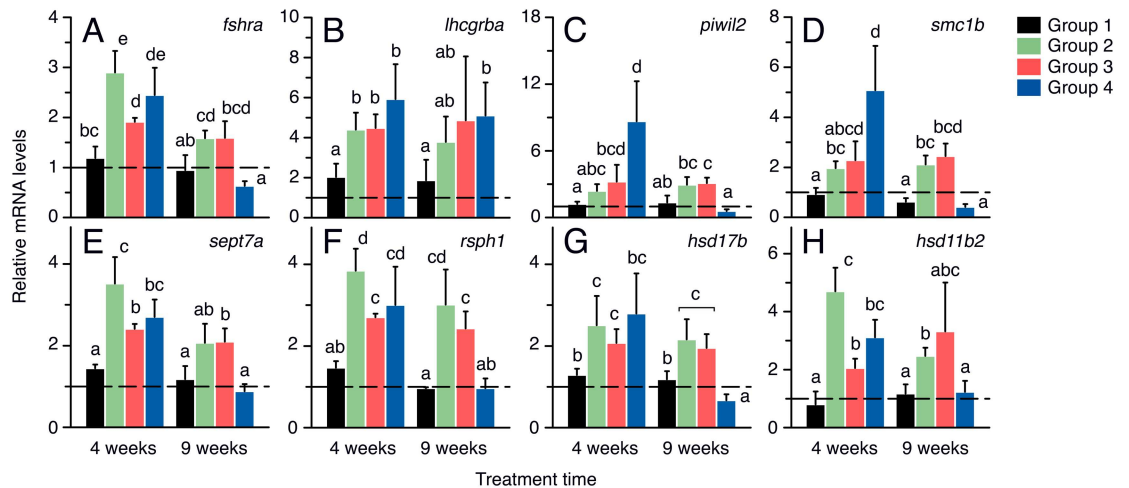 A fshra
4
3
2
1
0
bc e d de
ab cd bcd a
B lhcgrba
10
8
6
4
2
0
a b b b
a ab ab b
C piwil2
18
12
6
0
a abc bcd d
ab bc c a
D smc1b
8
6
4
2
0
a abcd
bc bcd d
a bc bcd a
Group 1
Group 2
Group 3
Group 4
Relative mRNA levels
E sept7a
4
2
0
a c b bc
a ab b a
4 weeks 9 weeks
F rsph1
4
2
0
ab d c cd
a cd c ab
4 weeks 9 weeks
G hsd17b
4
2
0
b c c bc
b c a
4 weeks 9 weeks
H hsd11b2
6
4
2
0
a c b bc
a b abc a
4 weeks 9 weeks
Treatment time